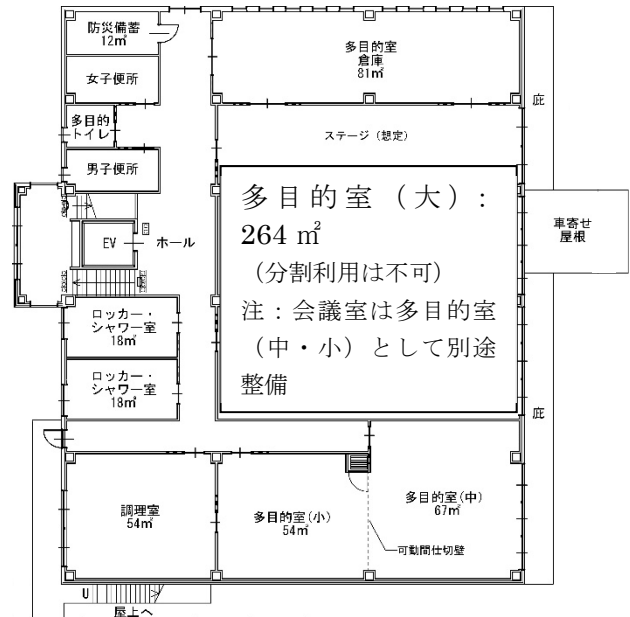 防災備蓄
12㎡
多目的室
倉庫
81㎡
女子便所
庇
多目的
トイレ
ステージ（想定）
男子便所
多目的室（大）:
264 ㎡
（分割利用は不可）
注：会議室は多目的室
（中・小）として別途
整備
車寄せ
屋根
EV
ホール
ロッカー・
シャワー室
18㎡
ロッカー・
シャワー室
18㎡
庇
調理室
54㎡
多目的室(小)
54㎡
多目的室(中)
67㎡
可動間仕切壁
U
屋上へ